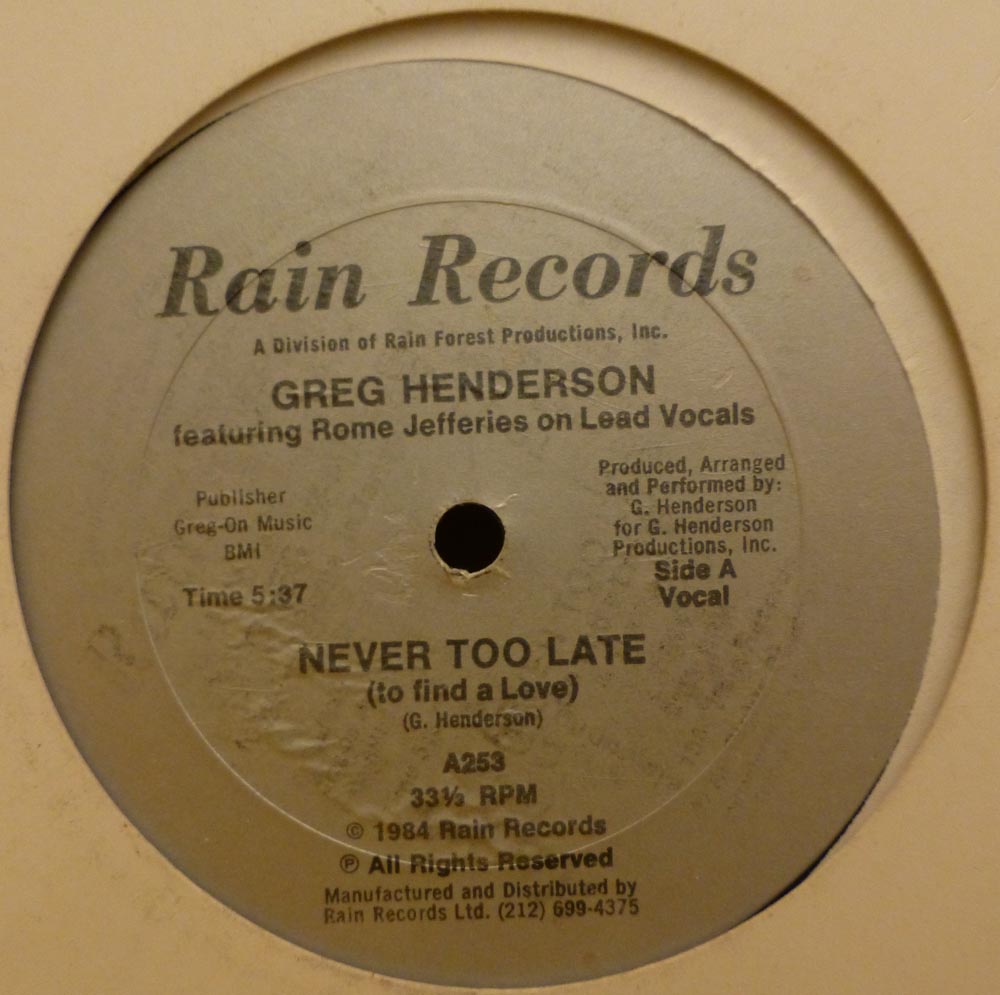 Rain Records
A Division of Rain Forest Productions, Inc.
GREG HENDERSON
featuring Rome Jefferies on Lead Vocals
Publisher
Greg-On Music
BMI
Time 5:37
Produced, Arranged
and Performed by:
G. Henderson
for G. Henderson
Productions, Inc.
Side A
Vocal
NEVER TOO LATE
(to find a Love)
(G. Henderson)
A253
33⅓ RPM
© 1984 Rain Records
℗ All Rights Reserved
Manufactured and Distributed by
Rain Records Ltd. (212) 699-4375